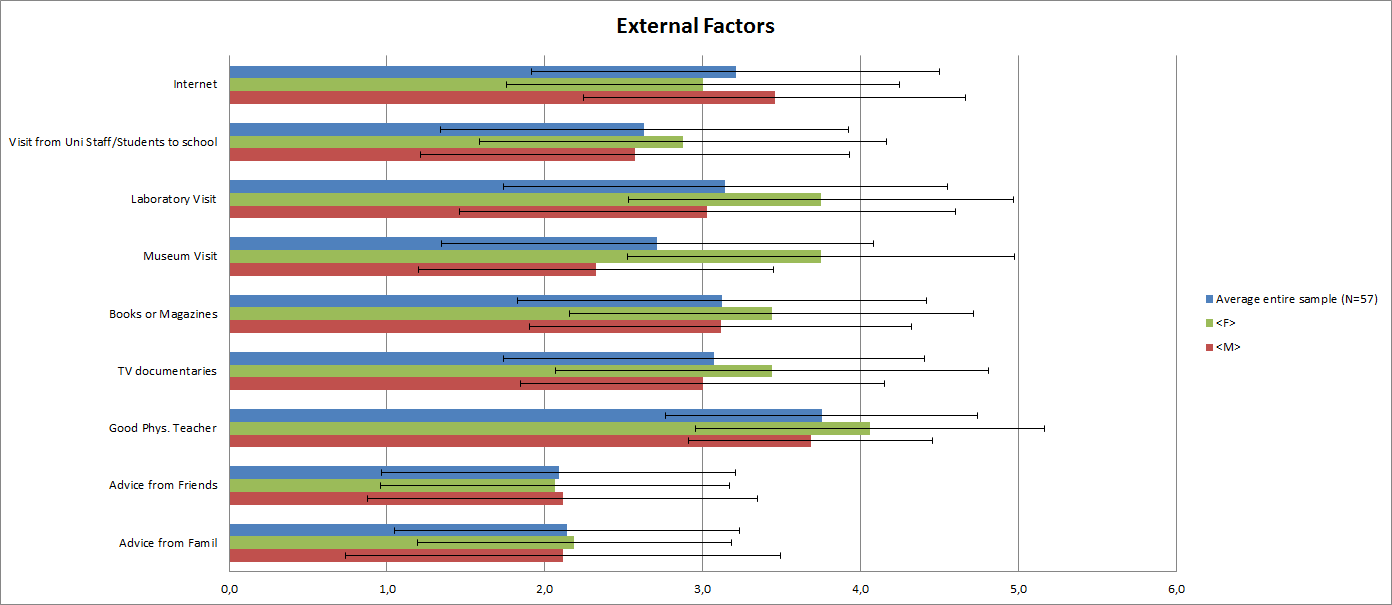 External Factors
Internet
Visit from Uni Staff/Students to school
Laboratory Visit
Museum Visit
Books or Magazines
TV documentaries
Good Phys. Teacher
Advice from Friends
Advice from Famil
0,0 1,0 2,0 3,0 4,0 5,0 6,0
Average entire sample (N=57)
<F>
<M>